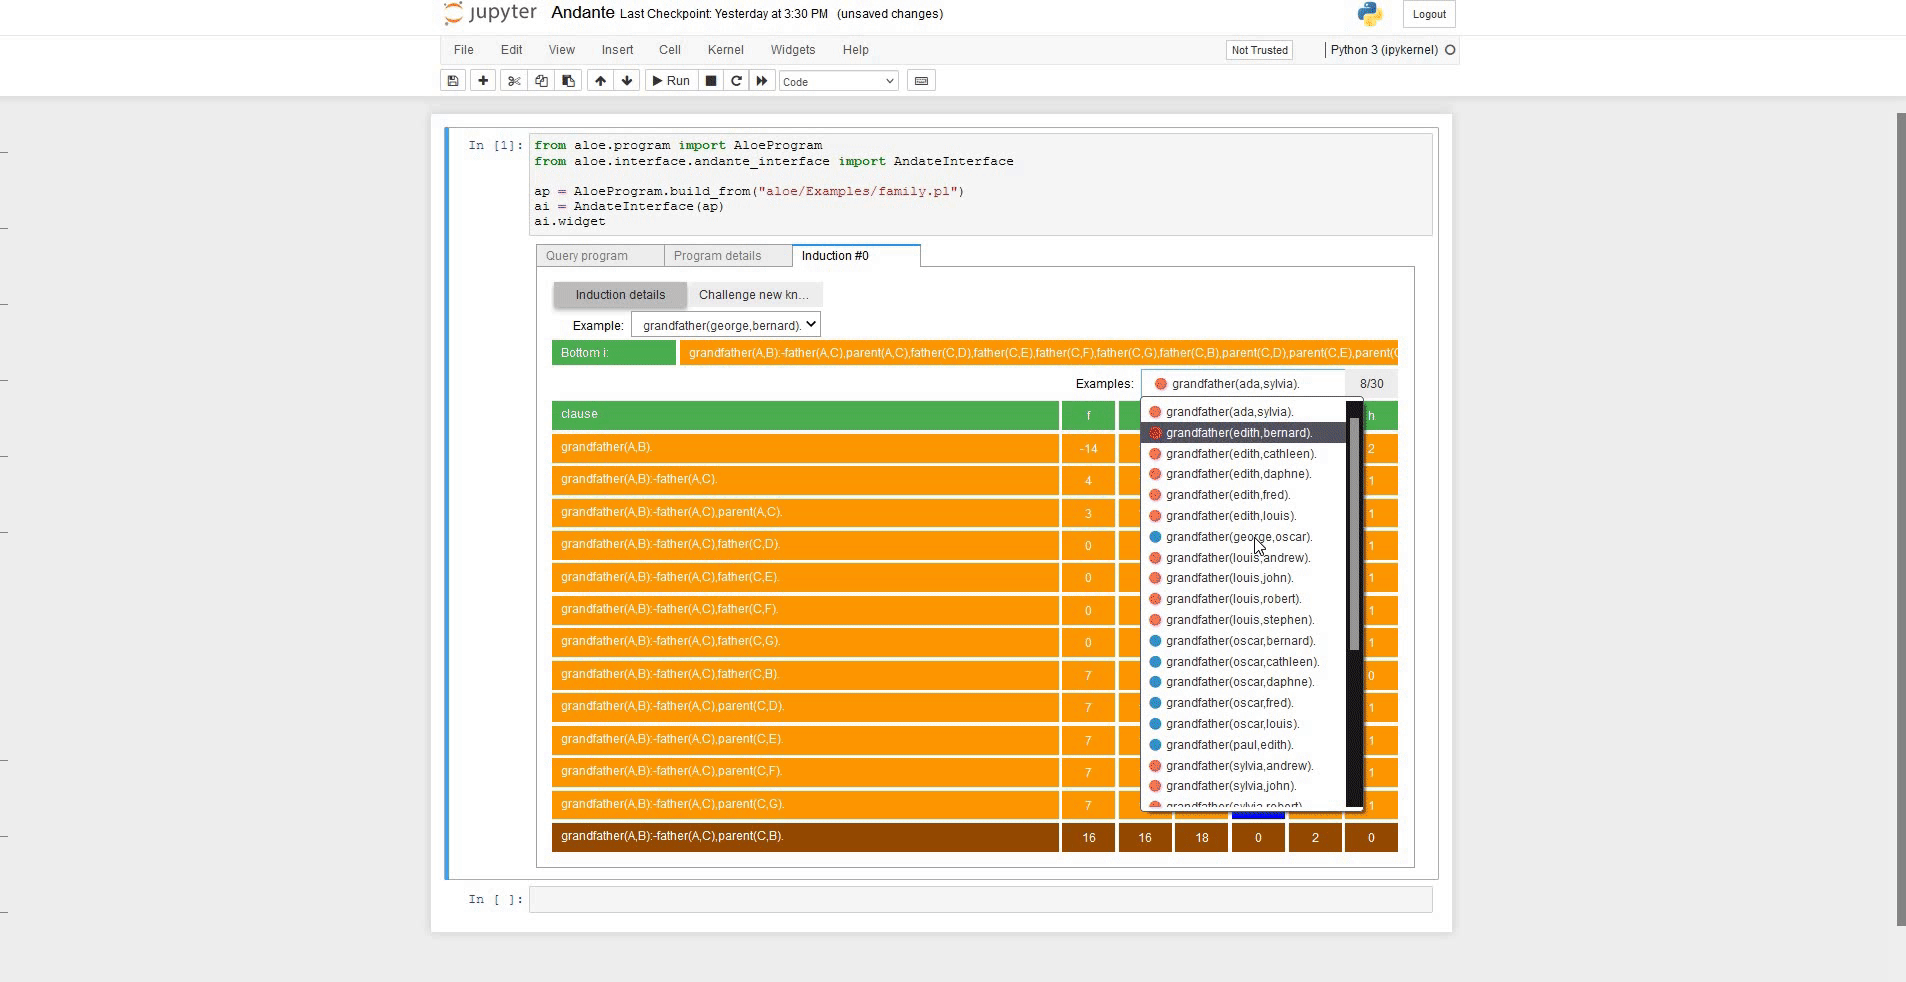 jupyter Andante Last Checkpoint: Yesterday at 3:30 PM (unsaved changes) Logout
File Edit View Insert Cell Kernel Widgets Help Not Trusted Python 3 (ipykernel)
Run Code
In [1]: from aloe.program import AloeProgram
from aloe.interface.andante_interface import AndateInterface
ap = AloeProgram.build_from("aloe/Examples/family.pl")
ai = AndateInterface(ap)
ai.widget
Query program Program details Induction #0
Induction details Challenge new kn...
Example: grandfather(george,bernard).
Bottom i: grandfather(A,B):-father(A,C),parent(A,C),father(C,D),father(C,E),father(C,F),father(C,G),father(C,B),parent(C,D),parent(C,E),parent(C
Examples: grandfather(ada,sylvia). 8/30
clause f h
grandfather(A,B). -14 2
grandfather(A,B):-father(A,C). 4 1
grandfather(A,B):-father(A,C),parent(A,C). 3 1
grandfather(A,B):-father(A,C),father(C,D). 0 1
grandfather(A,B):-father(A,C),father(C,E). 0 1
grandfather(A,B):-father(A,C),father(C,F). 0 1
grandfather(A,B):-father(A,C),father(C,G). 0 1
grandfather(A,B):-father(A,C),father(C,B). 7 0
grandfather(A,B):-father(A,C),parent(C,D). 7 1
grandfather(A,B):-father(A,C),parent(C,E). 7 1
grandfather(A,B):-father(A,C),parent(C,F). 7 1
grandfather(A,B):-father(A,C),parent(C,G). 7 1
grandfather(A,B):-father(A,C),parent(C,B). 16 16 18 0 2 0
grandfather(ada,sylvia).
grandfather(edith,bernard).
grandfather(edith,cathleen).
grandfather(edith,daphne).
grandfather(edith,fred).
grandfather(edith,louis).
grandfather(george,oscar).
grandfather(louis,andrew).
grandfather(louis,john).
grandfather(louis,robert).
grandfather(louis,stephen).
grandfather(oscar,bernard).
grandfather(oscar,cathleen).
grandfather(oscar,daphne).
grandfather(oscar,fred).
grandfather(oscar,louis).
grandfather(paul,edith).
grandfather(sylvia,andrew).
grandfather(sylvia,john).
grandfather(sylvia,robert).
In [ ]: